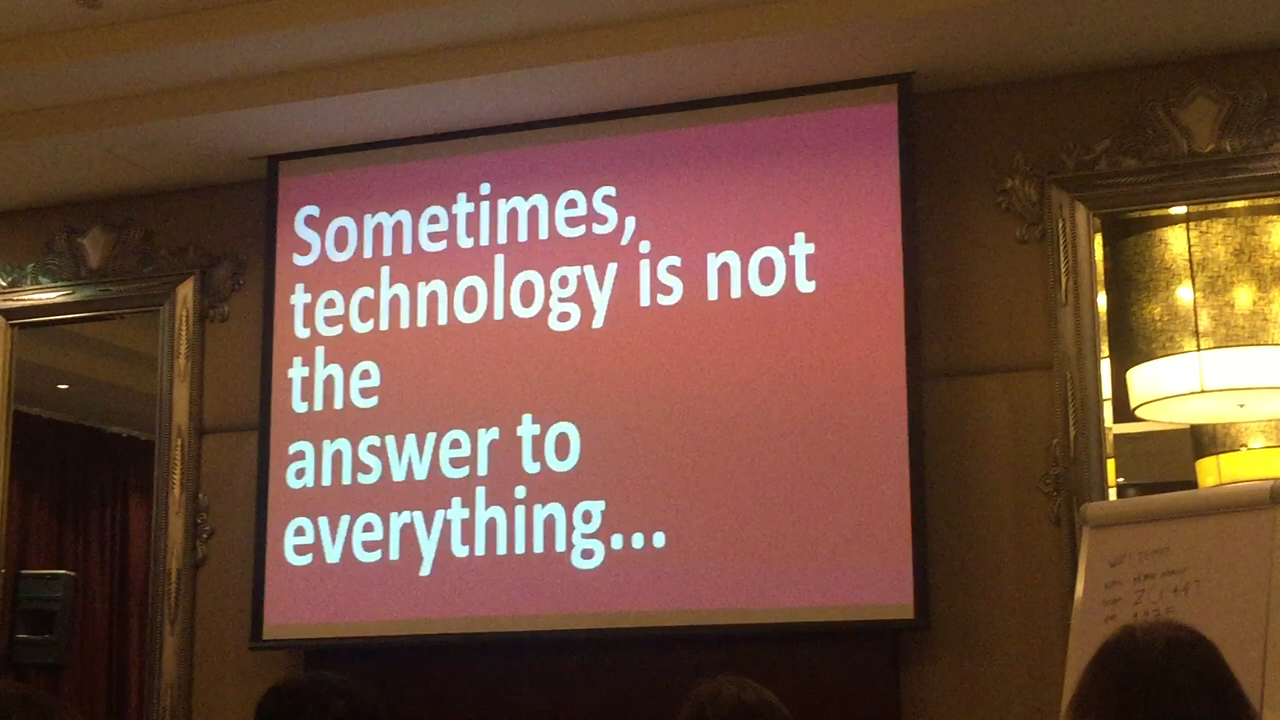 Sometimes,
technology is not
the
answer to
everything...